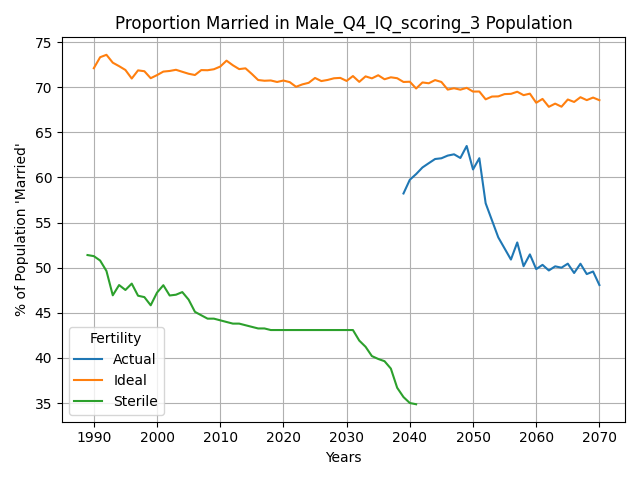 Proportion Married in Male_Q4_IQ_scoring_3 Population
% of Population 'Married'
75
70
65
60
55
50
45
40
35
Fertility
Actual
Ideal
Sterile
1990 2000 2010 2020 2030 2040 2050 2060 2070
Years